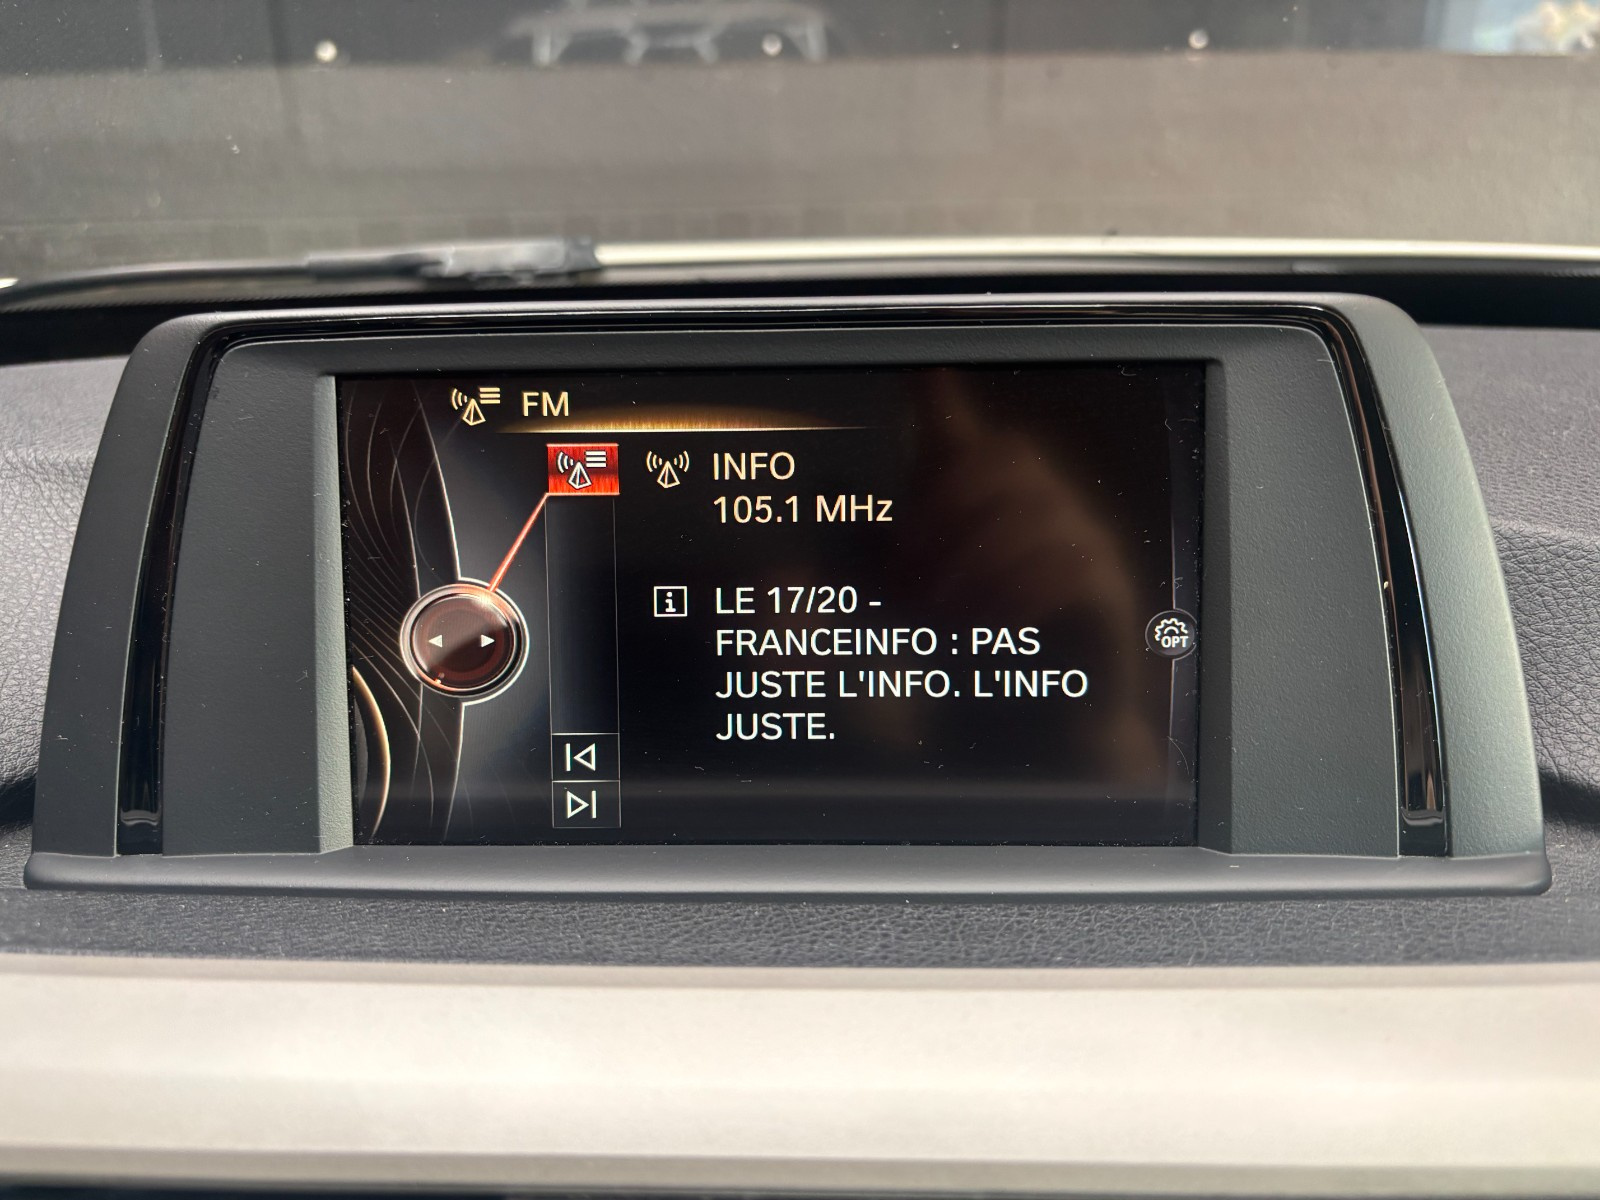 FM
INFO
105.1 MHz
i
LE 17/20 -
FRANCEINFO : PAS
JUSTE L'INFO. L'INFO
JUSTE.
OPT